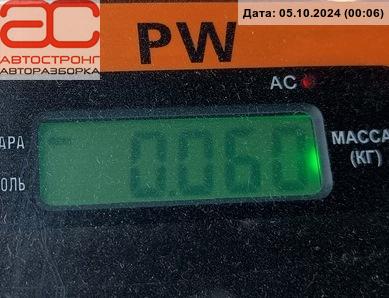 АС
АВТОСТРОНГ
АВТОРАЗБОРКА
Дата: 05.10.2024 (00:06)
PW
AC
АРА
ОЛЬ
0.060
МАССА
(КГ)